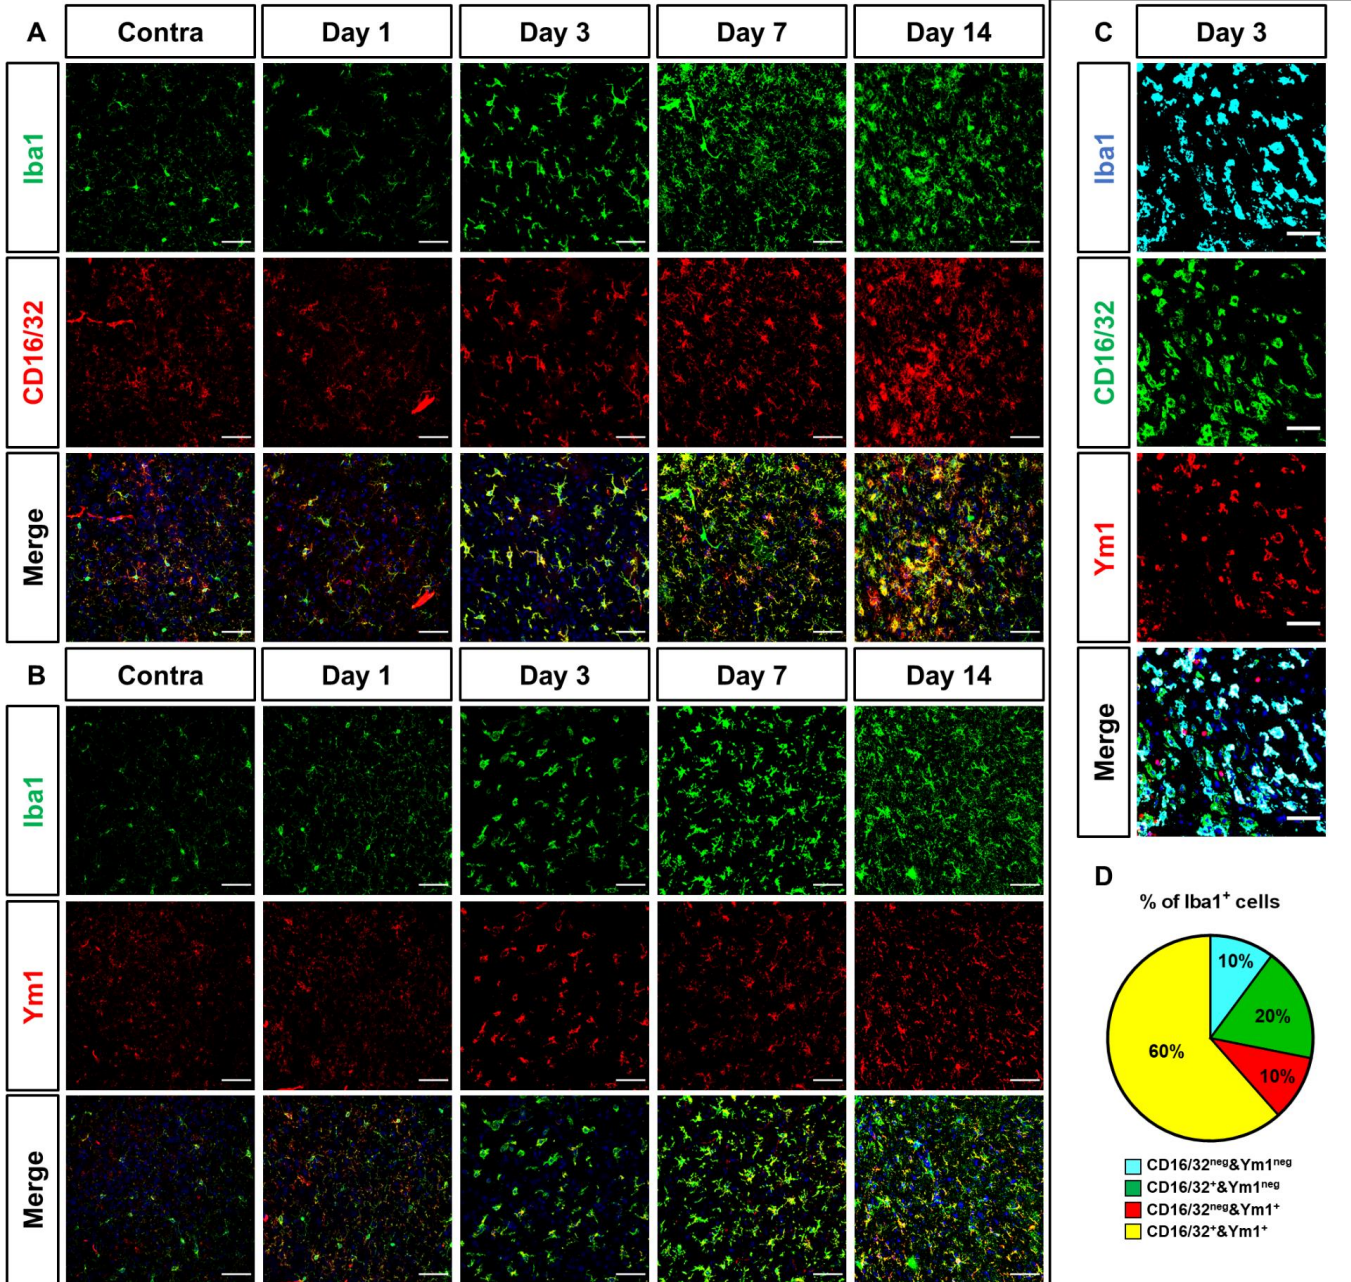 A
Contra
Day 1
Day 3
Day 7
Day 14
Iba1
CD16/32
Merge
B
Contra
Day 1
Day 3
Day 7
Day 14
Iba1
Ym1
Merge
C
Day 3
Iba1
CD16/32
Ym1
Merge
D
% of Iba1⁺ cells
10%
20%
10%
60%
CD16/32ⁿᵉᵍ&Ym1ⁿᵉᵍ
CD16/32⁺&Ym1ⁿᵉᵍ
CD16/32ⁿᵉᵍ&Ym1⁺
CD16/32⁺&Ym1⁺